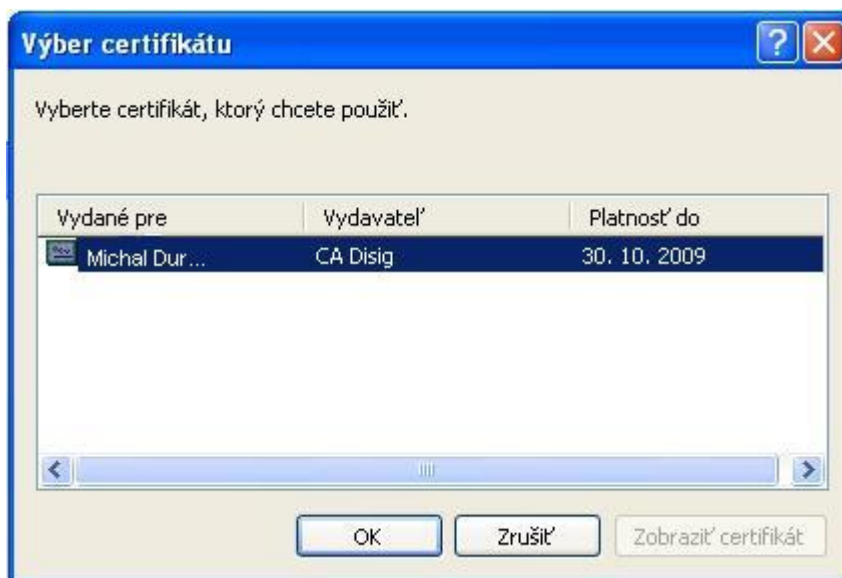 Výber certifikátu
Vyberte certifikát, ktorý chcete použiť.
Vydané pre Vydavateľ Platnosť do
Michal Dur... CA Disig 30. 10. 2009
OK Zrušiť Zobraziť certifikát